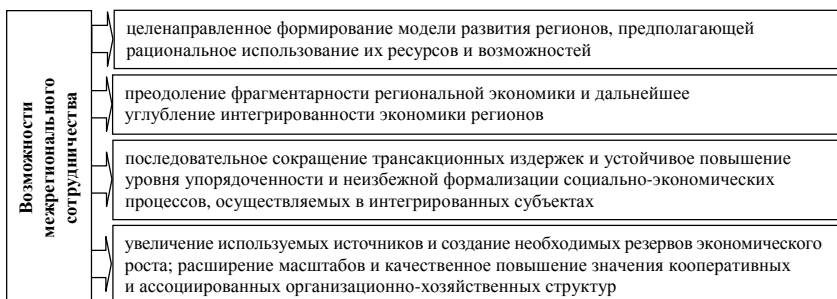 Возможности
межрегионального
сотрудничества
целенаправленное формирование модели развития регионов, предполагающей
рациональное использование их ресурсов и возможностей
преодоление фрагментарности региональной экономики и дальнейшее
углубление интегрированности экономики регионов
последовательное сокращение трансакционных издержек и устойчивое повышение
уровня упорядоченности и неизбежной формализации социально-экономических
процессов, осуществляемых в интегрированных субъектах
увеличение используемых источников и создание необходимых резервов экономического
роста; расширение масштабов и качественное повышение значения кооперативных
и ассоциированных организационно-хозяйственных структур